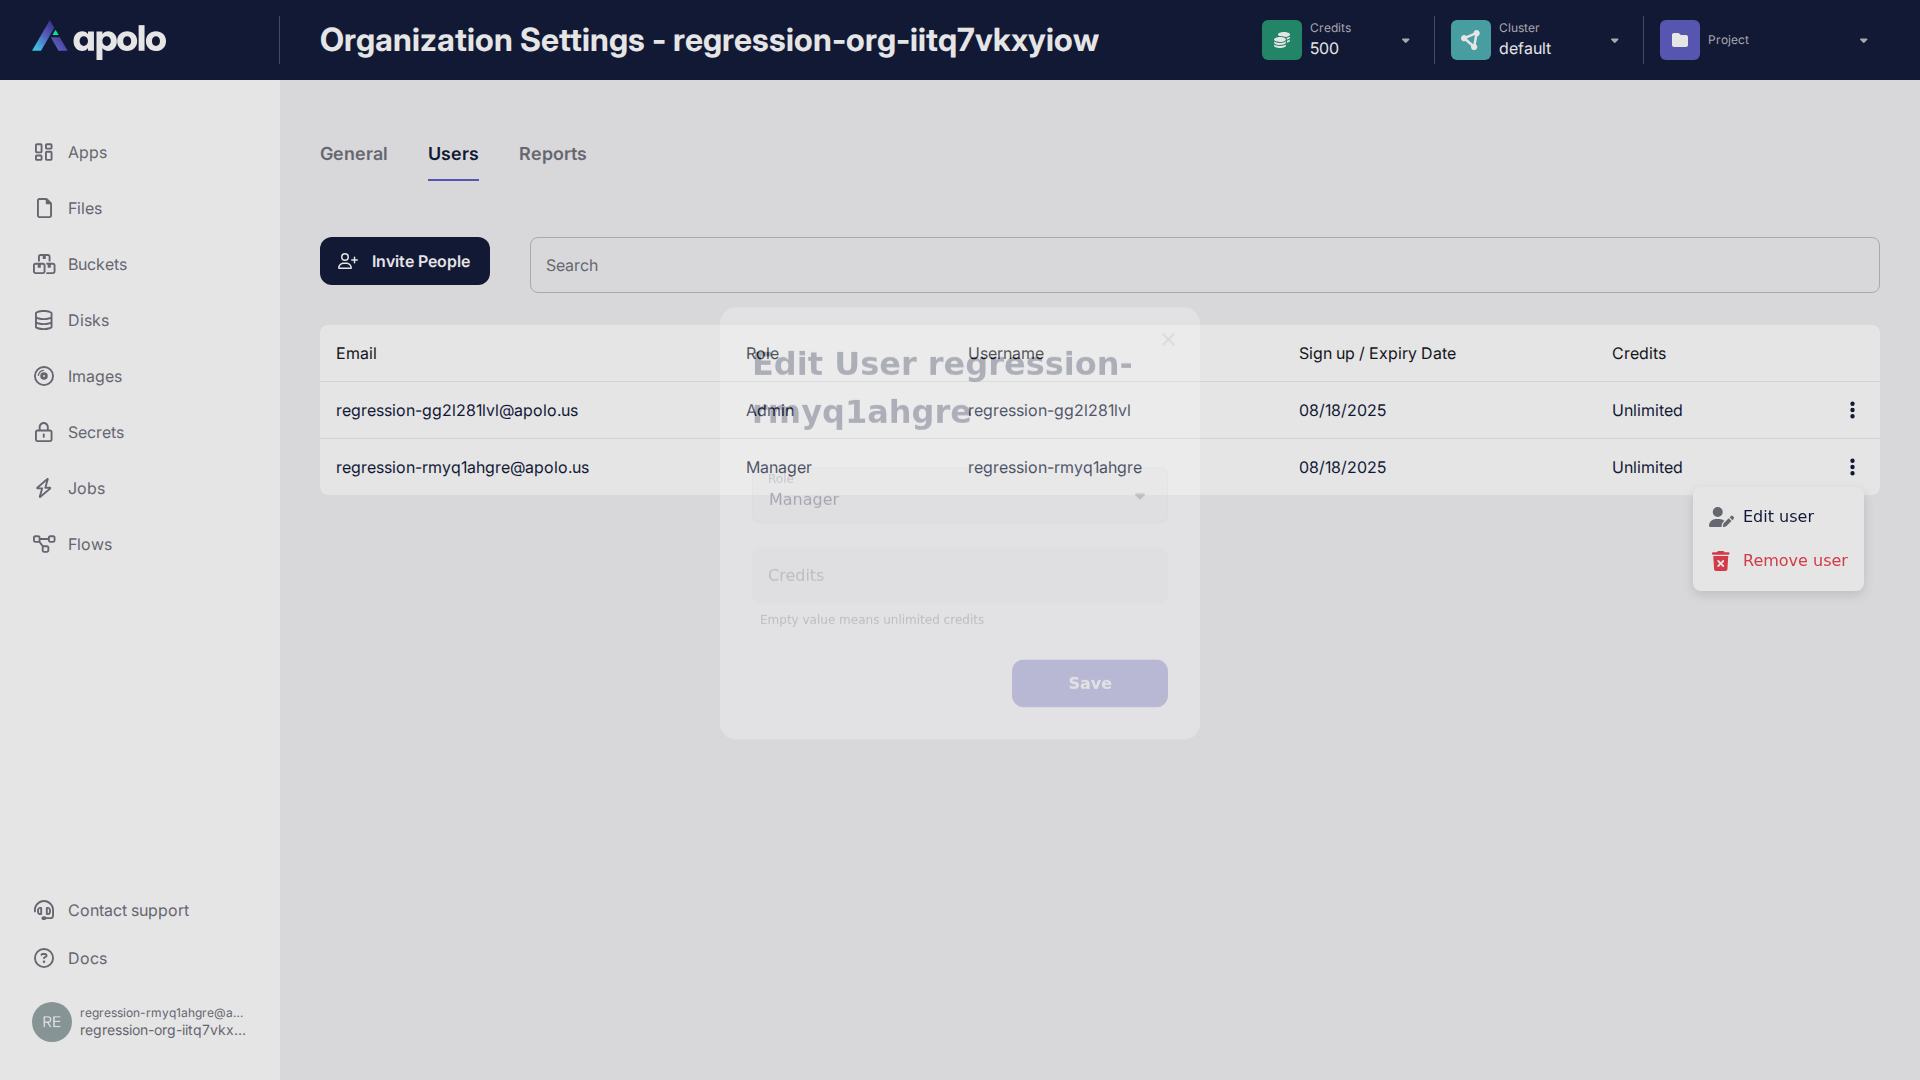 apolo
Organization Settings - regression-org-iitq7vkxyiow
Credits
500
Cluster
default
Project
Apps
Files
Buckets
Disks
Images
Secrets
Jobs
Flows
Contact support
Docs
RE
regression-rmyq1ahgre@a...
regression-org-iitq7vkx...
General Users Reports
Invite People
Search
Email Role Username Sign up / Expiry Date Credits
regression-gg2l281lvl@apolo.us Admin regression-gg2l281lvl 08/18/2025 Unlimited
regression-rmyq1ahgre@apolo.us Manager regression-rmyq1ahgre 08/18/2025 Unlimited
Edit user
Remove user
Edit User regression-
rmyq1ahgre
Role
Manager
Credits
Empty value means unlimited credits
Save